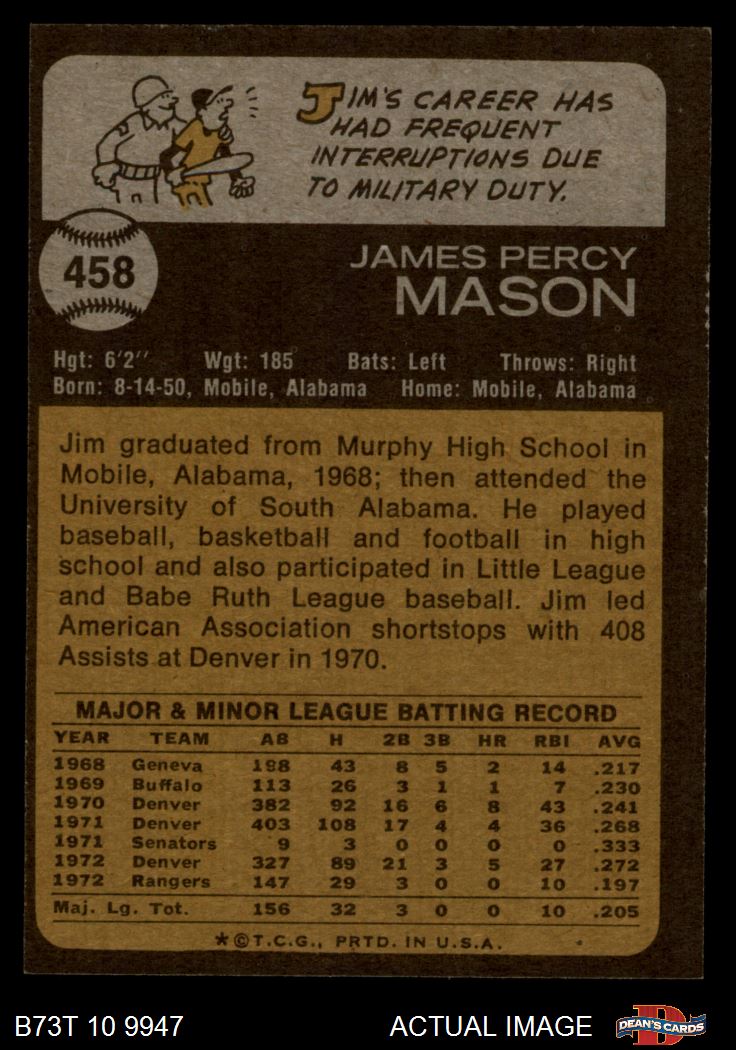 JIM'S CAREER HAS
HAD FREQUENT
INTERRUPTIONS DUE
TO MILITARY DUTY.
458
JAMES PERCY
MASON
Hgt: 6'2" Wgt: 185 Bats: Left Throws: Right
Born: 8-14-50, Mobile, Alabama Home: Mobile, Alabama
Jim graduated from Murphy High School in
Mobile, Alabama, 1968; then attended the
University of South Alabama. He played
baseball, basketball and football in high
school and also participated in Little League
and Babe Ruth League baseball. Jim led
American Association shortstops with 408
Assists at Denver in 1970.
MAJOR & MINOR LEAGUE BATTING RECORD
YEAR TEAM AB H 2B 3B HR RBI AVG
1968 Geneva 198 43 8 5 2 14 .217
1969 Buffalo 113 26 3 1 1 7 .230
1970 Denver 382 92 16 6 8 43 .241
1971 Denver 403 108 17 4 4 36 .268
1971 Senators 9 3 0 0 0 0 .333
1972 Denver 327 89 21 3 5 27 .272
1972 Rangers 147 29 3 0 0 10 .197
Maj. Lg. Tot. 156 32 3 0 0 10 .205
*©T.C.G., PRTD. IN U.S.A.
B73T 10 9947 ACTUAL IMAGE D DEAN'S CARDS